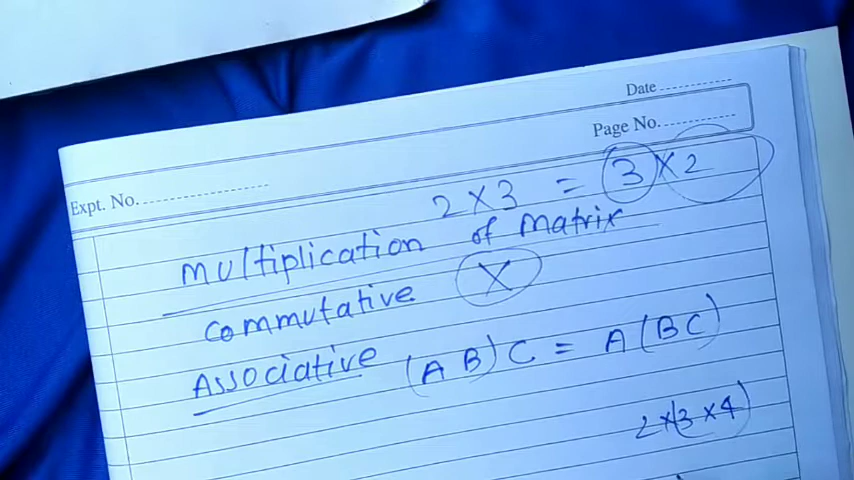 Date
Page No.
Expt. No.
2 × 3 = 3 × 2
Multiplication of Matrix
Commutative X
Associative (AB)C = A(BC)
2×(3×4)